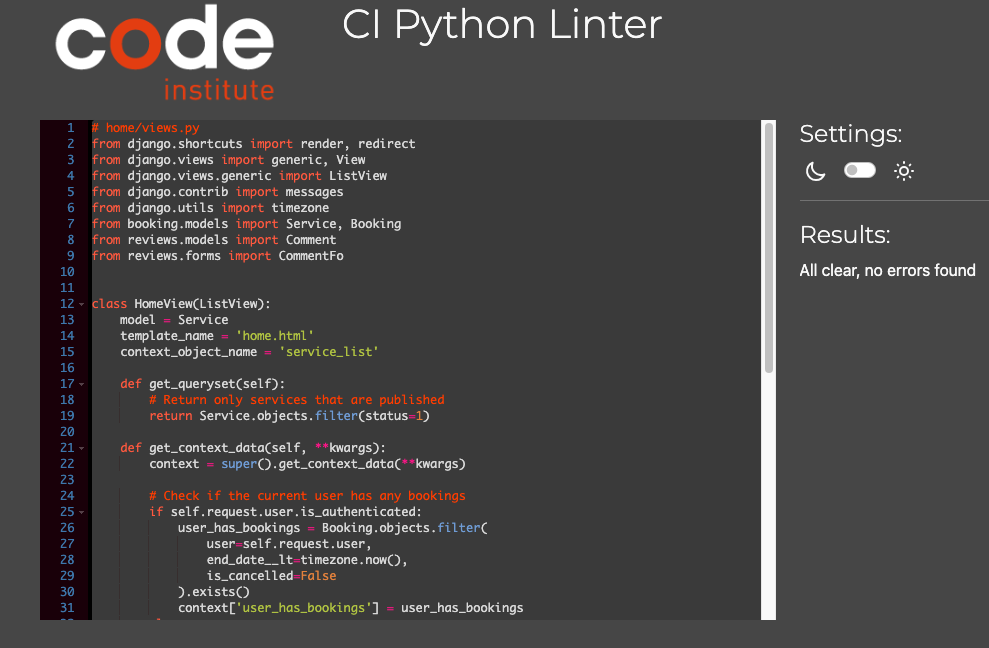 code
institute
CI Python Linter
1 # home/views.py
2 from django.shortcuts import render, redirect
3 from django.views import generic, View
4 from django.views.generic import ListView
5 from django.contrib import messages
6 from django.utils import timezone
7 from booking.models import Service, Booking
8 from reviews.models import Comment
9 from reviews.forms import CommentFo
10
11
12 class HomeView(ListView):
13     model = Service
14     template_name = 'home.html'
15     context_object_name = 'service_list'
16
17     def get_queryset(self):
18         # Return only services that are published
19         return Service.objects.filter(status=1)
20
21     def get_context_data(self, **kwargs):
22         context = super().get_context_data(**kwargs)
23
24         # Check if the current user has any bookings
25         if self.request.user.is_authenticated:
26             user_has_bookings = Booking.objects.filter(
27                 user=self.request.user,
28                 end_date__lt=timezone.now(),
29                 is_cancelled=False
30             ).exists()
31             context['user_has_bookings'] = user_has_bookings
Settings:
Results:
All clear, no errors found